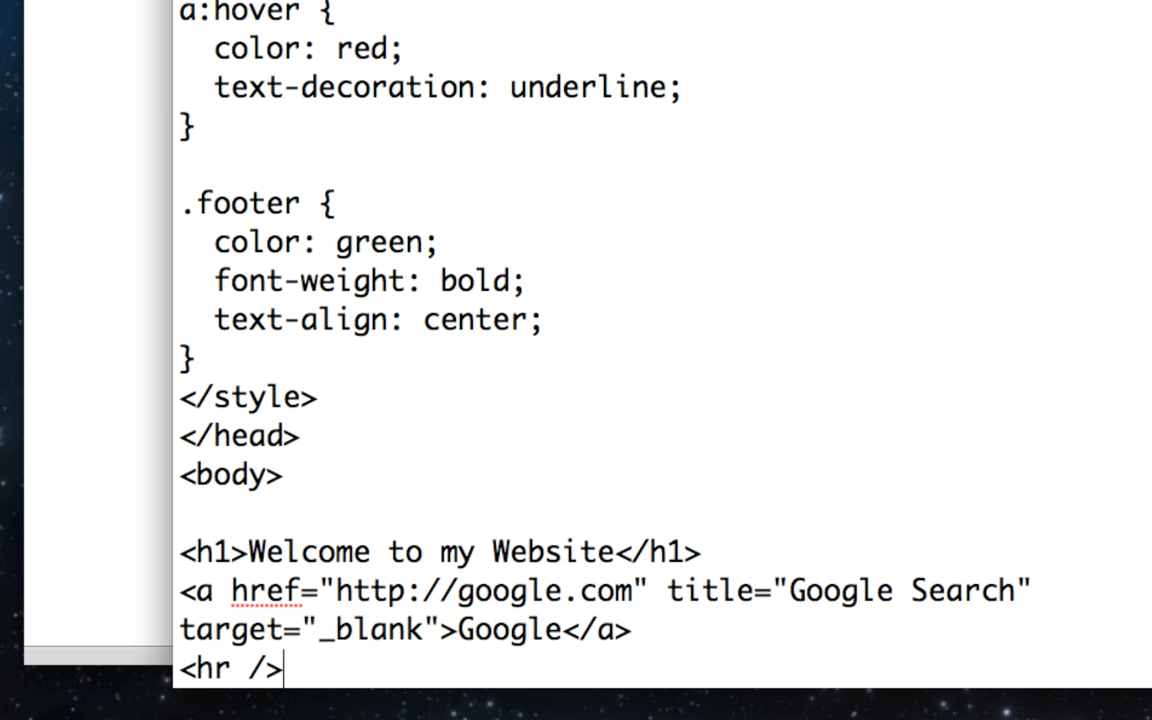 a:hover {
  color: red;
  text-decoration: underline;
}

.footer {
  color: green;
  font-weight: bold;
  text-align: center;
}
</style>
</head>
<body>

<h1>Welcome to my Website</h1>
<a href="http://google.com" title="Google Search"
target="_blank">Google</a>
<hr />